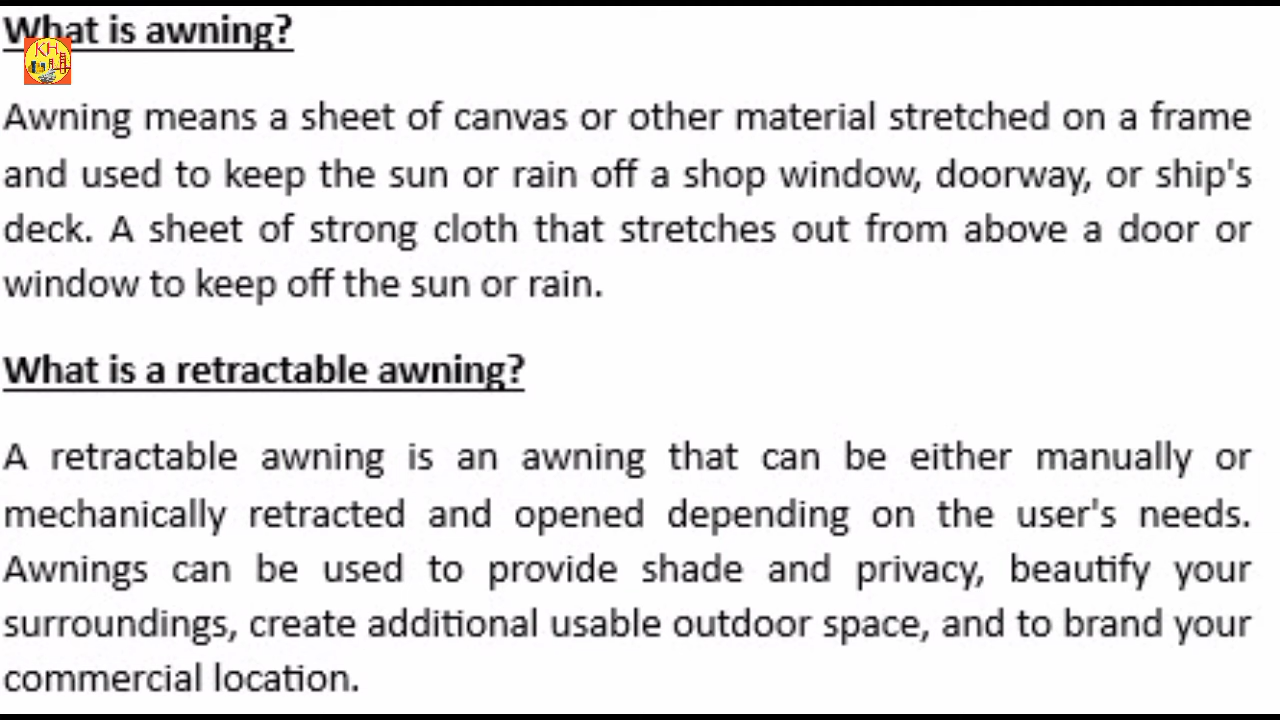 What is awning?
KH
Awning means a sheet of canvas or other material stretched on a frame
and used to keep the sun or rain off a shop window, doorway, or ship's
deck. A sheet of strong cloth that stretches out from above a door or
window to keep off the sun or rain.
What is a retractable awning?
A retractable awning is an awning that can be either manually or
mechanically retracted and opened depending on the user's needs.
Awnings can be used to provide shade and privacy, beautify your
surroundings, create additional usable outdoor space, and to brand your
commercial location.